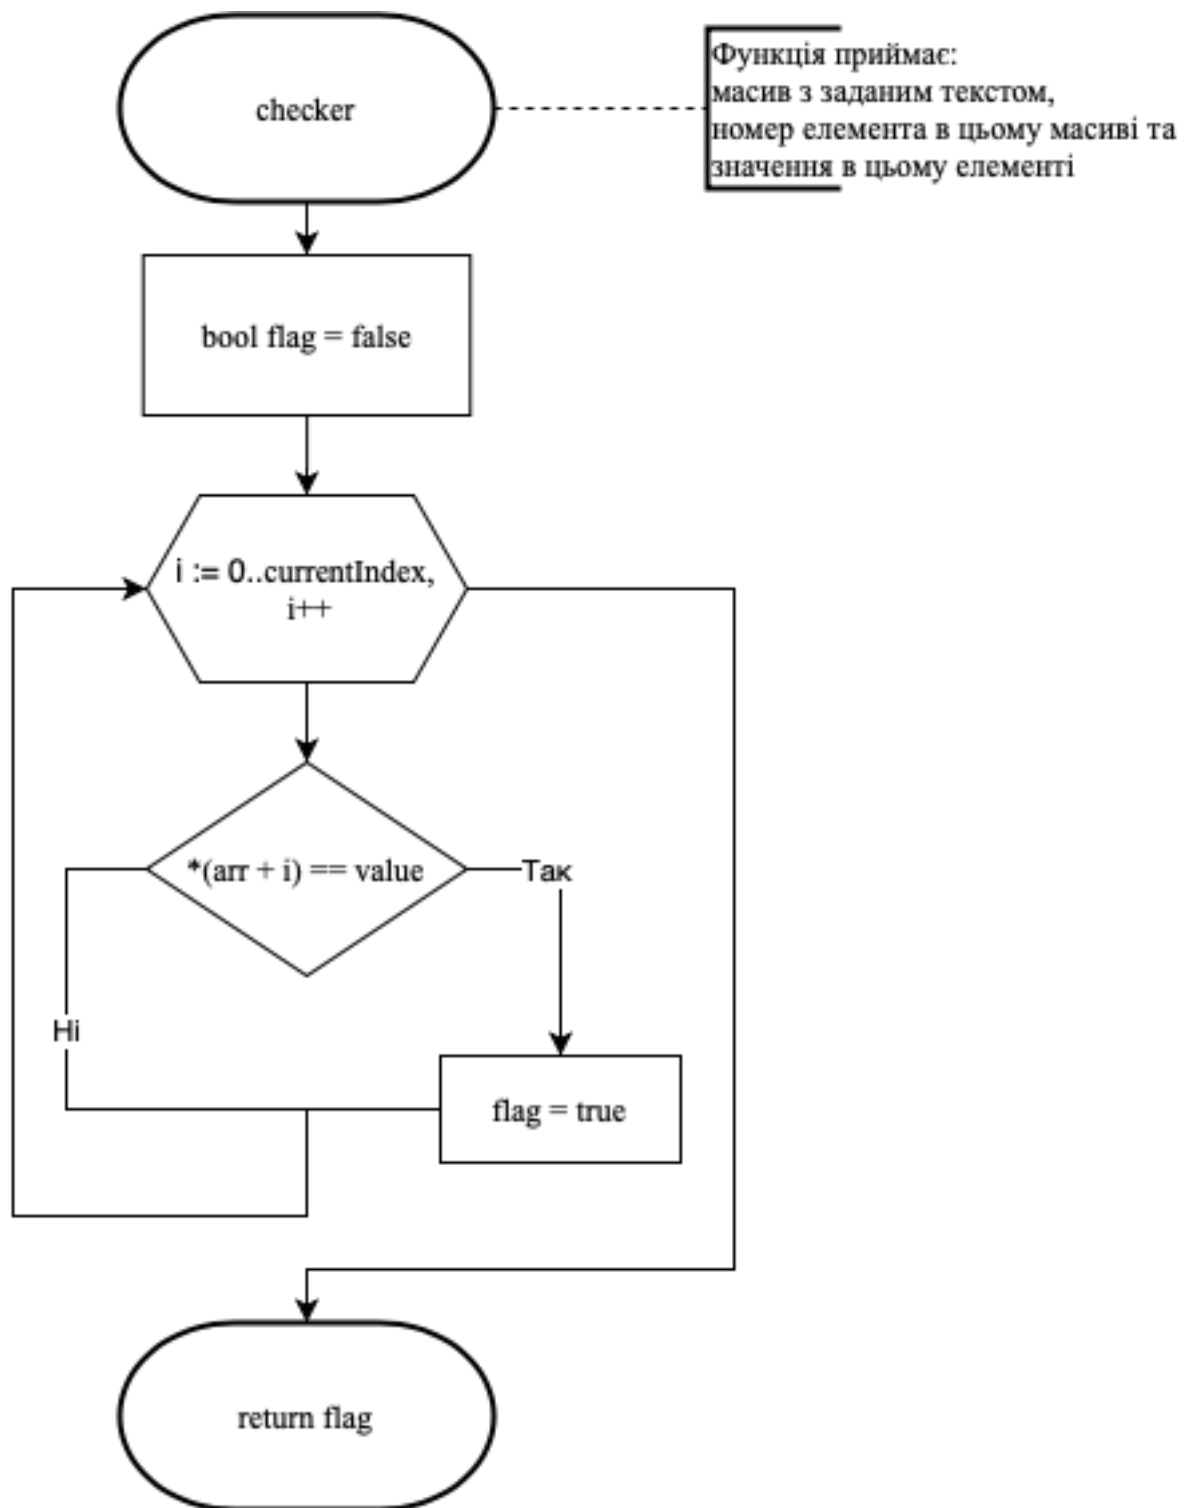 checker
Функція приймає:
масив з заданим текстом,
номер елемента в цьому масиві та
значення в цьому елементі
bool flag = false
i := 0..currentIndex,
i++
*(arr + i) == value
Так
Ні
flag = true
return flag